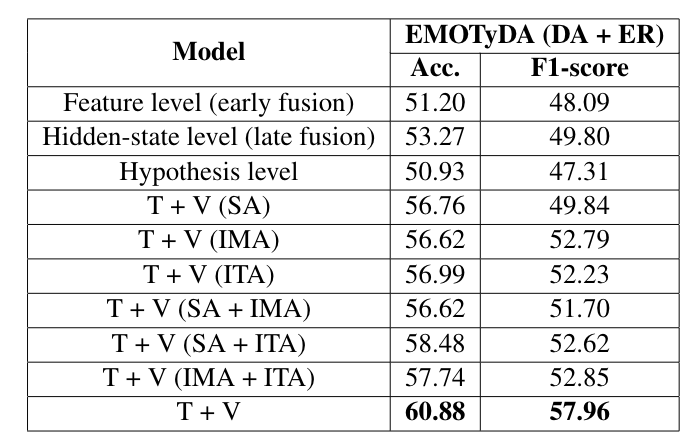 Model EMOTyDA (DA + ER)
Acc. F1-score
Feature level (early fusion) 51.20 48.09
Hidden-state level (late fusion) 53.27 49.80
Hypothesis level 50.93 47.31
T + V (SA) 56.76 49.84
T + V (IMA) 56.62 52.79
T + V (ITA) 56.99 52.23
T + V (SA + IMA) 56.62 51.70
T + V (SA + ITA) 58.48 52.62
T + V (IMA + ITA) 57.74 52.85
T + V 60.88 57.96